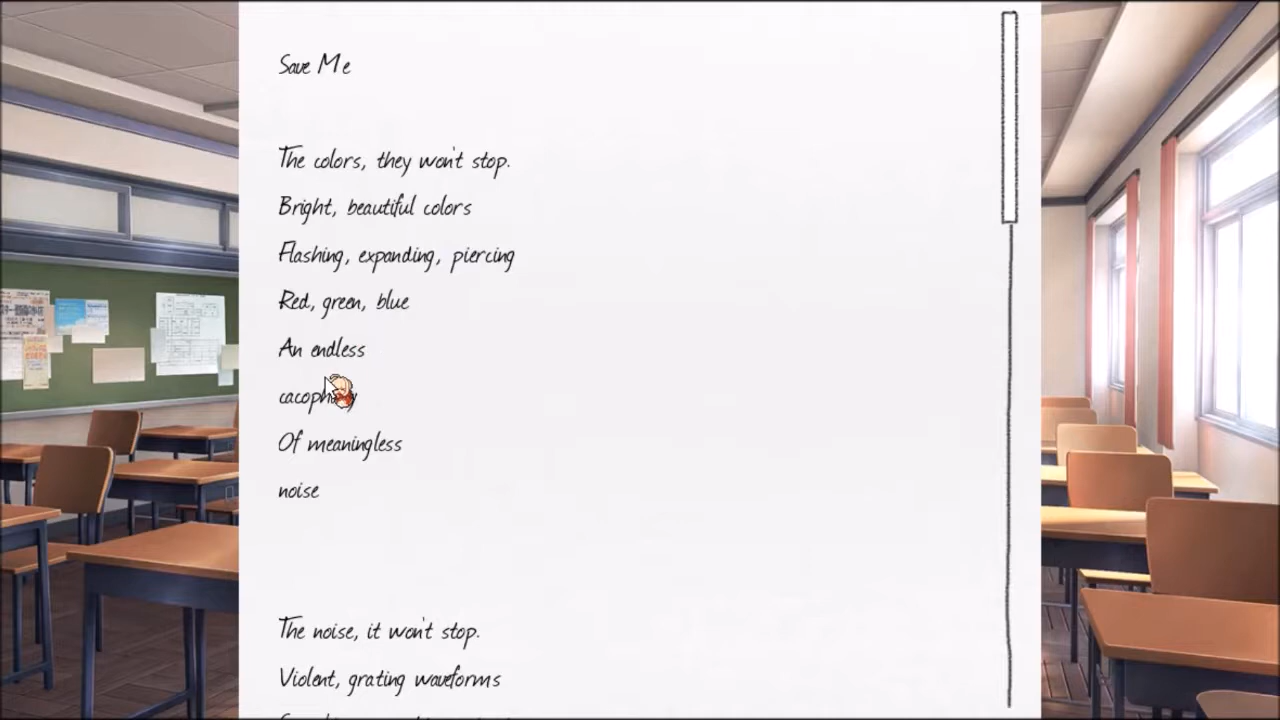 Save Me
The colors, they won't stop.
Bright, beautiful colors
Flashing, expanding, piercing
Red, green, blue
An endless
cacophony
Of meaningless
noise
The noise, it won't stop.
Violent, grating waveforms